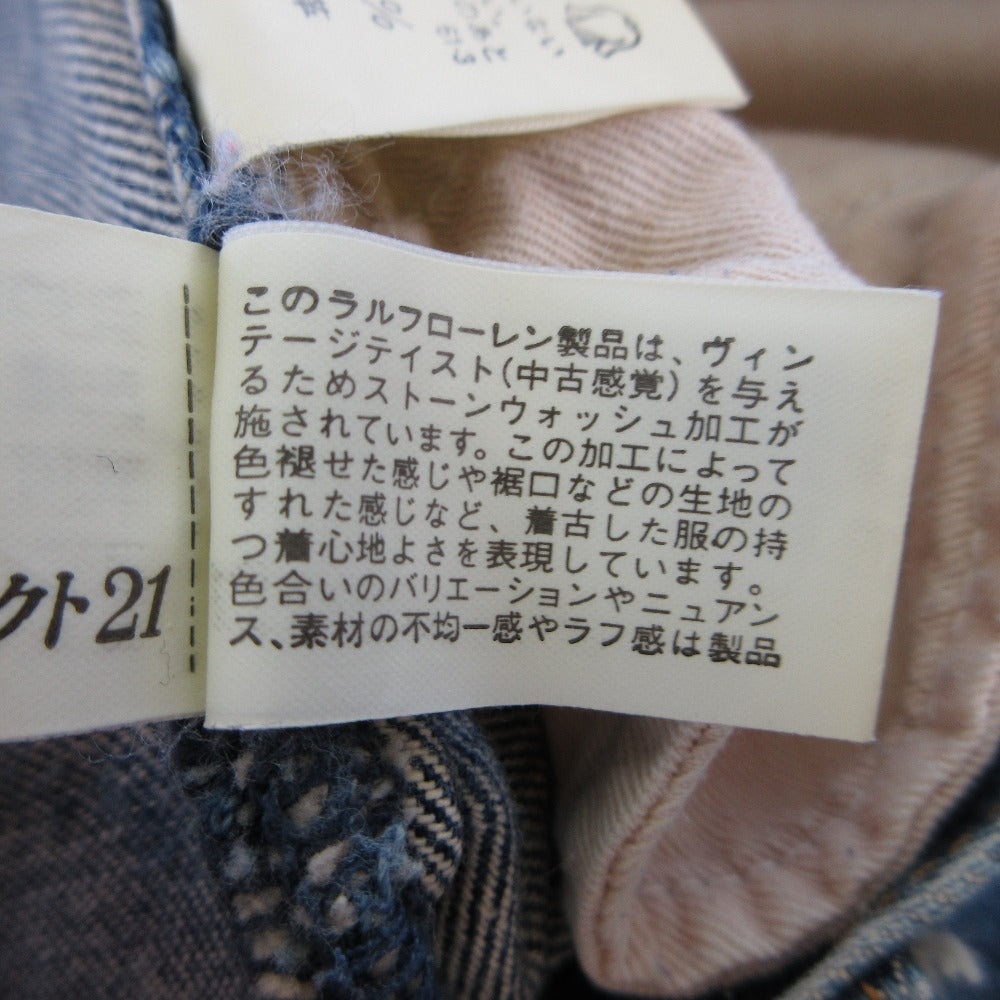 このラルフローレン製品は、ヴィン
テージテイスト(中古感覚)を与え
るためストーンウォッシュ加工が
施されています。この加工によって
色褪せた感じや裾口などの生地の
すれた感じなど、着古した服の持
つ着心地よさを表現しています。
色合いのバリエーションやニュアン
ス、素材の不均一感やラフ感は製品
クト21